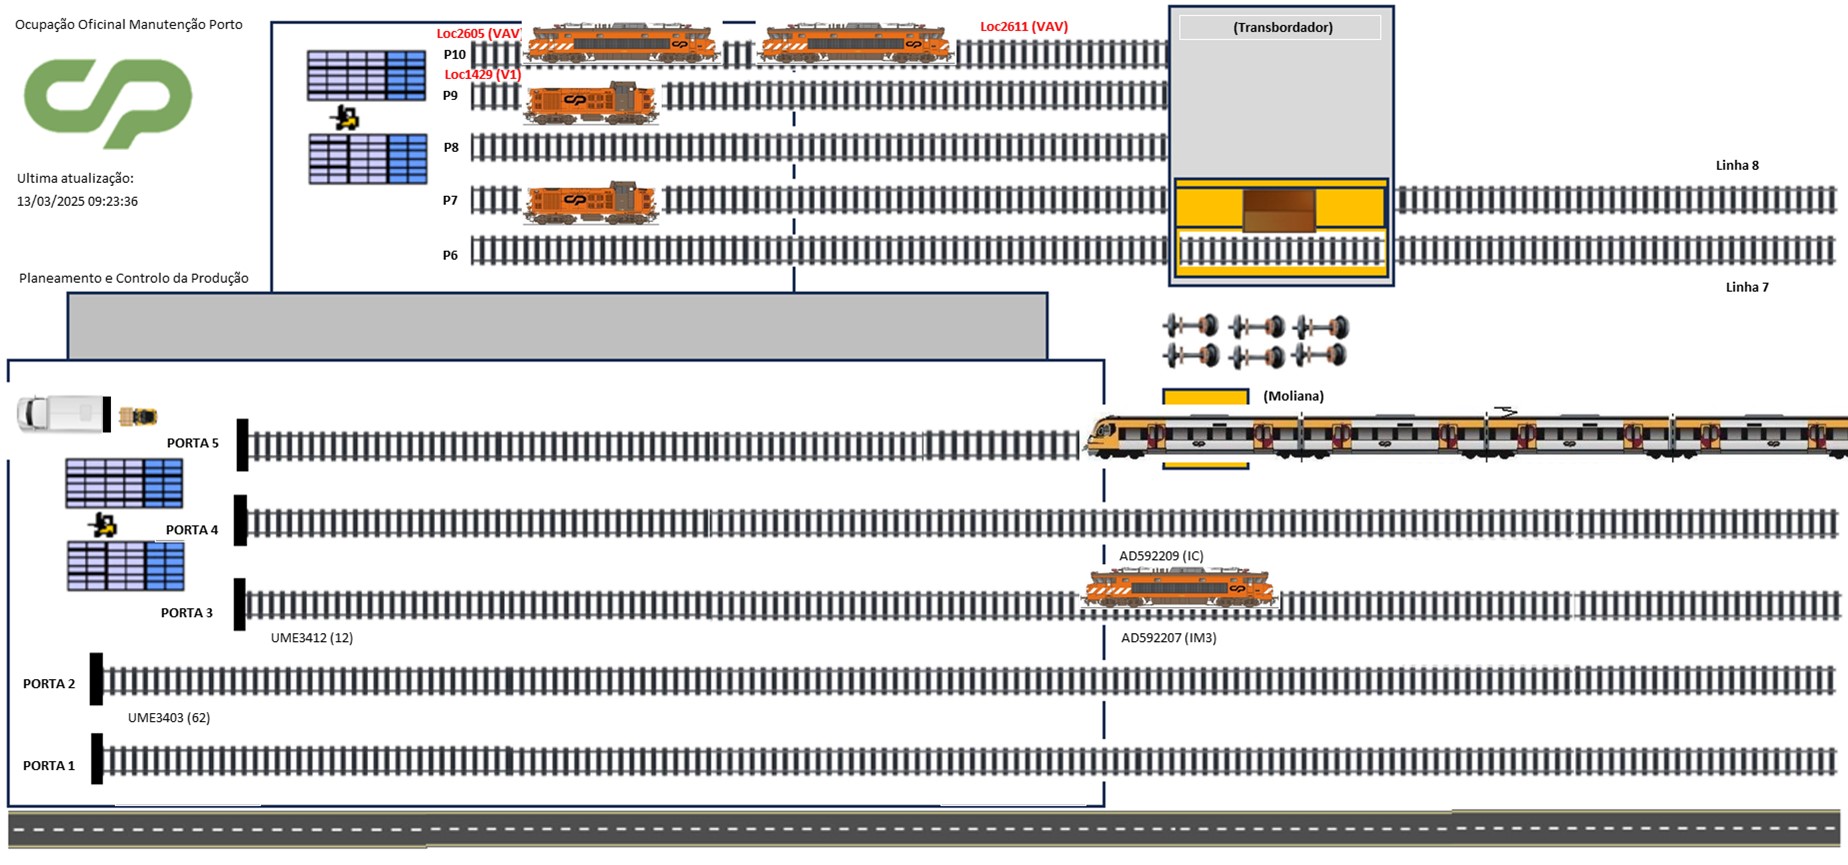 Ocupação Oficinal Manutenção Porto
Loc2605 (VAV)
Loc2611 (VAV)
(Transbordador)
P10
Loc1429 (V1)
P9
P8
Linha 8
Ultima atualização:
13/03/2025 09:23:36
P7
P6
Planeamento e Controlo da Produção
Linha 7
(Moliana)
PORTA 5
PORTA 4
AD592209 (IC)
PORTA 3
UME3412 (12)
AD592207 (IM3)
PORTA 2
UME3403 (62)
PORTA 1